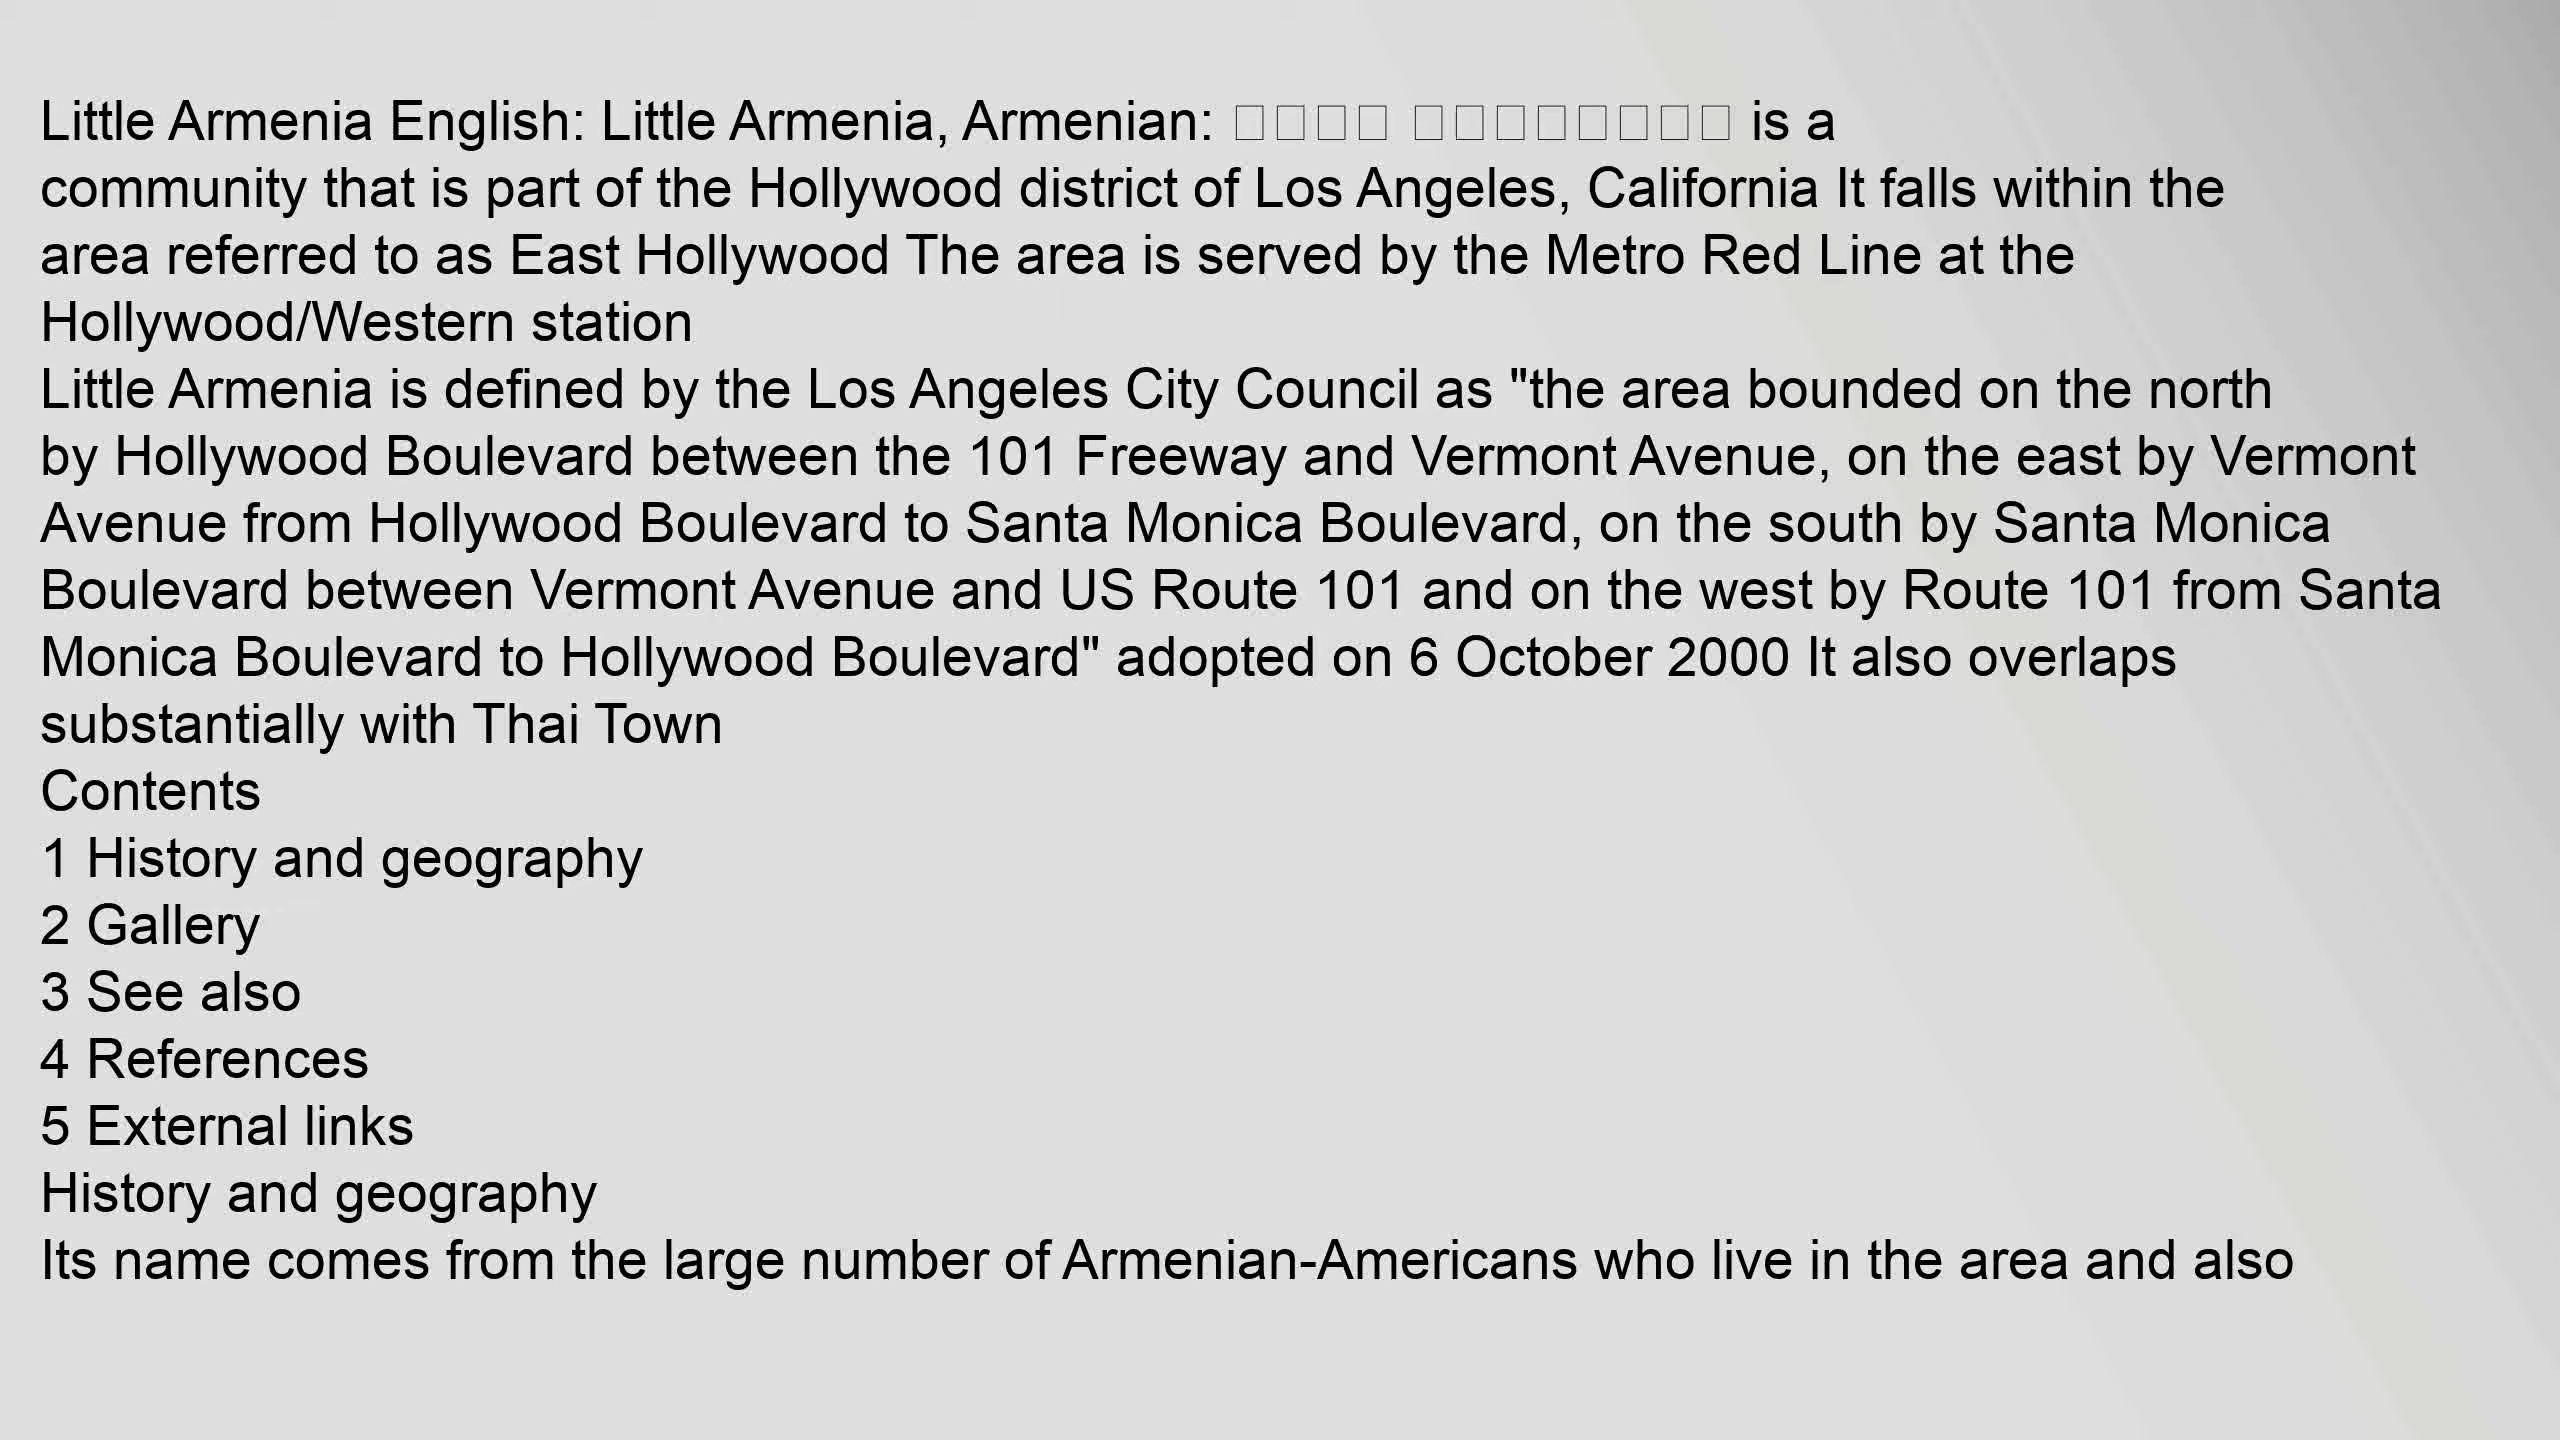 Little Armenia English: Little Armenia, Armenian: □□□□ □□□□□□□□ is a
community that is part of the Hollywood district of Los Angeles, California It falls within the
area referred to as East Hollywood The area is served by the Metro Red Line at the
Hollywood/Western station
Little Armenia is defined by the Los Angeles City Council as "the area bounded on the north
by Hollywood Boulevard between the 101 Freeway and Vermont Avenue, on the east by Vermont
Avenue from Hollywood Boulevard to Santa Monica Boulevard, on the south by Santa Monica
Boulevard between Vermont Avenue and US Route 101 and on the west by Route 101 from Santa
Monica Boulevard to Hollywood Boulevard" adopted on 6 October 2000 It also overlaps
substantially with Thai Town
Contents
1 History and geography
2 Gallery
3 See also
4 References
5 External links
History and geography
Its name comes from the large number of Armenian-Americans who live in the area and also